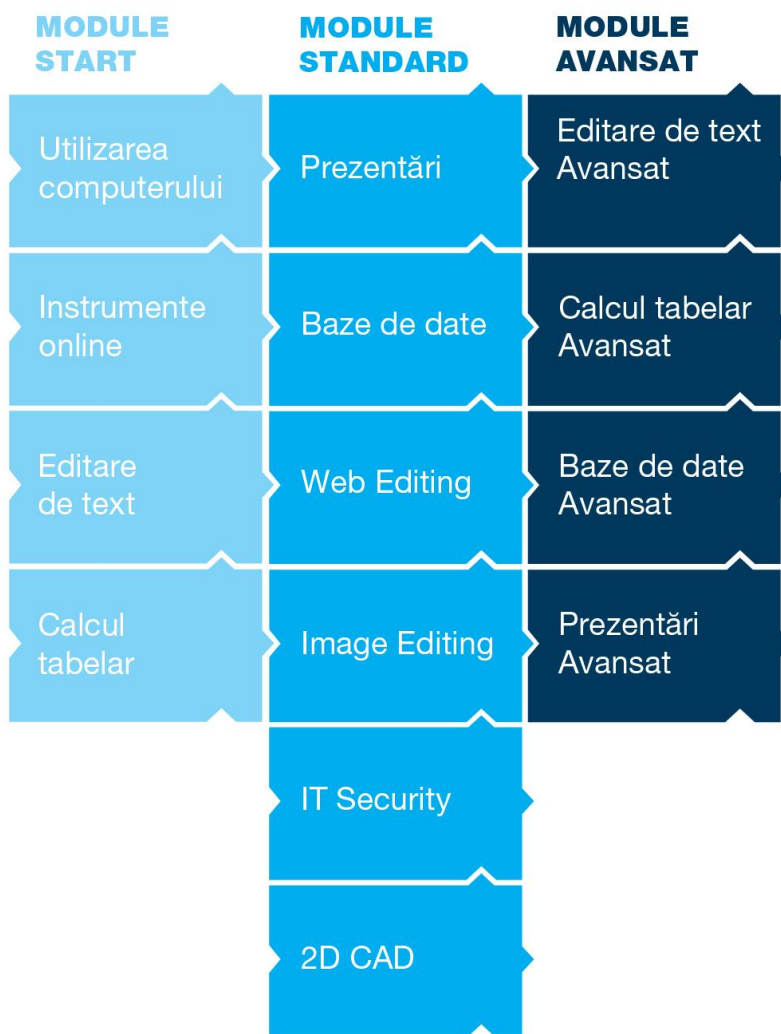 MODULE
START
Utilizarea
computerului
Instrumente
online
Editare
de text
Calcul
tabelar
MODULE
STANDARD
Prezentări
Baze de date
Web Editing
Image Editing
IT Security
2D CAD
MODULE
AVANSAT
Editare de text
Avansat
Calcul tabelar
Avansat
Baze de date
Avansat
Prezentări
Avansat